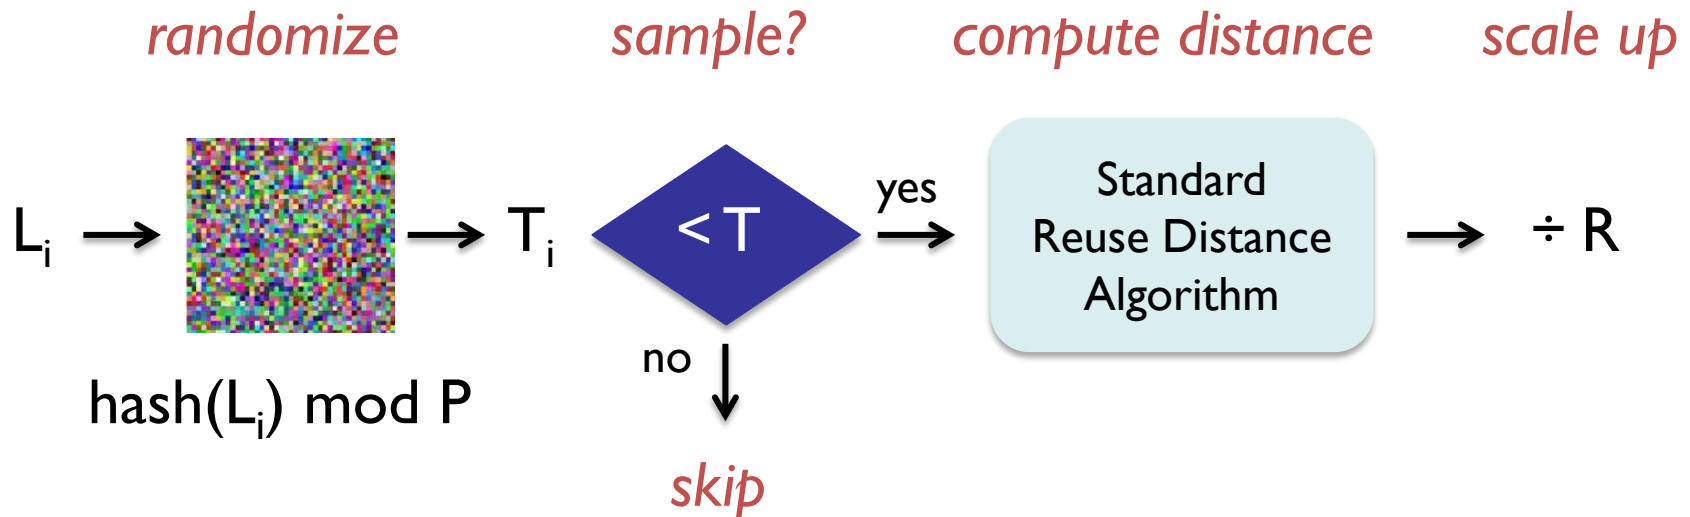 randomize sample? compute distance scale up
Lᵢ Tᵢ < T yes Standard
Reuse Distance
Algorithm ÷ R
no
hash(Lᵢ) mod P
skip